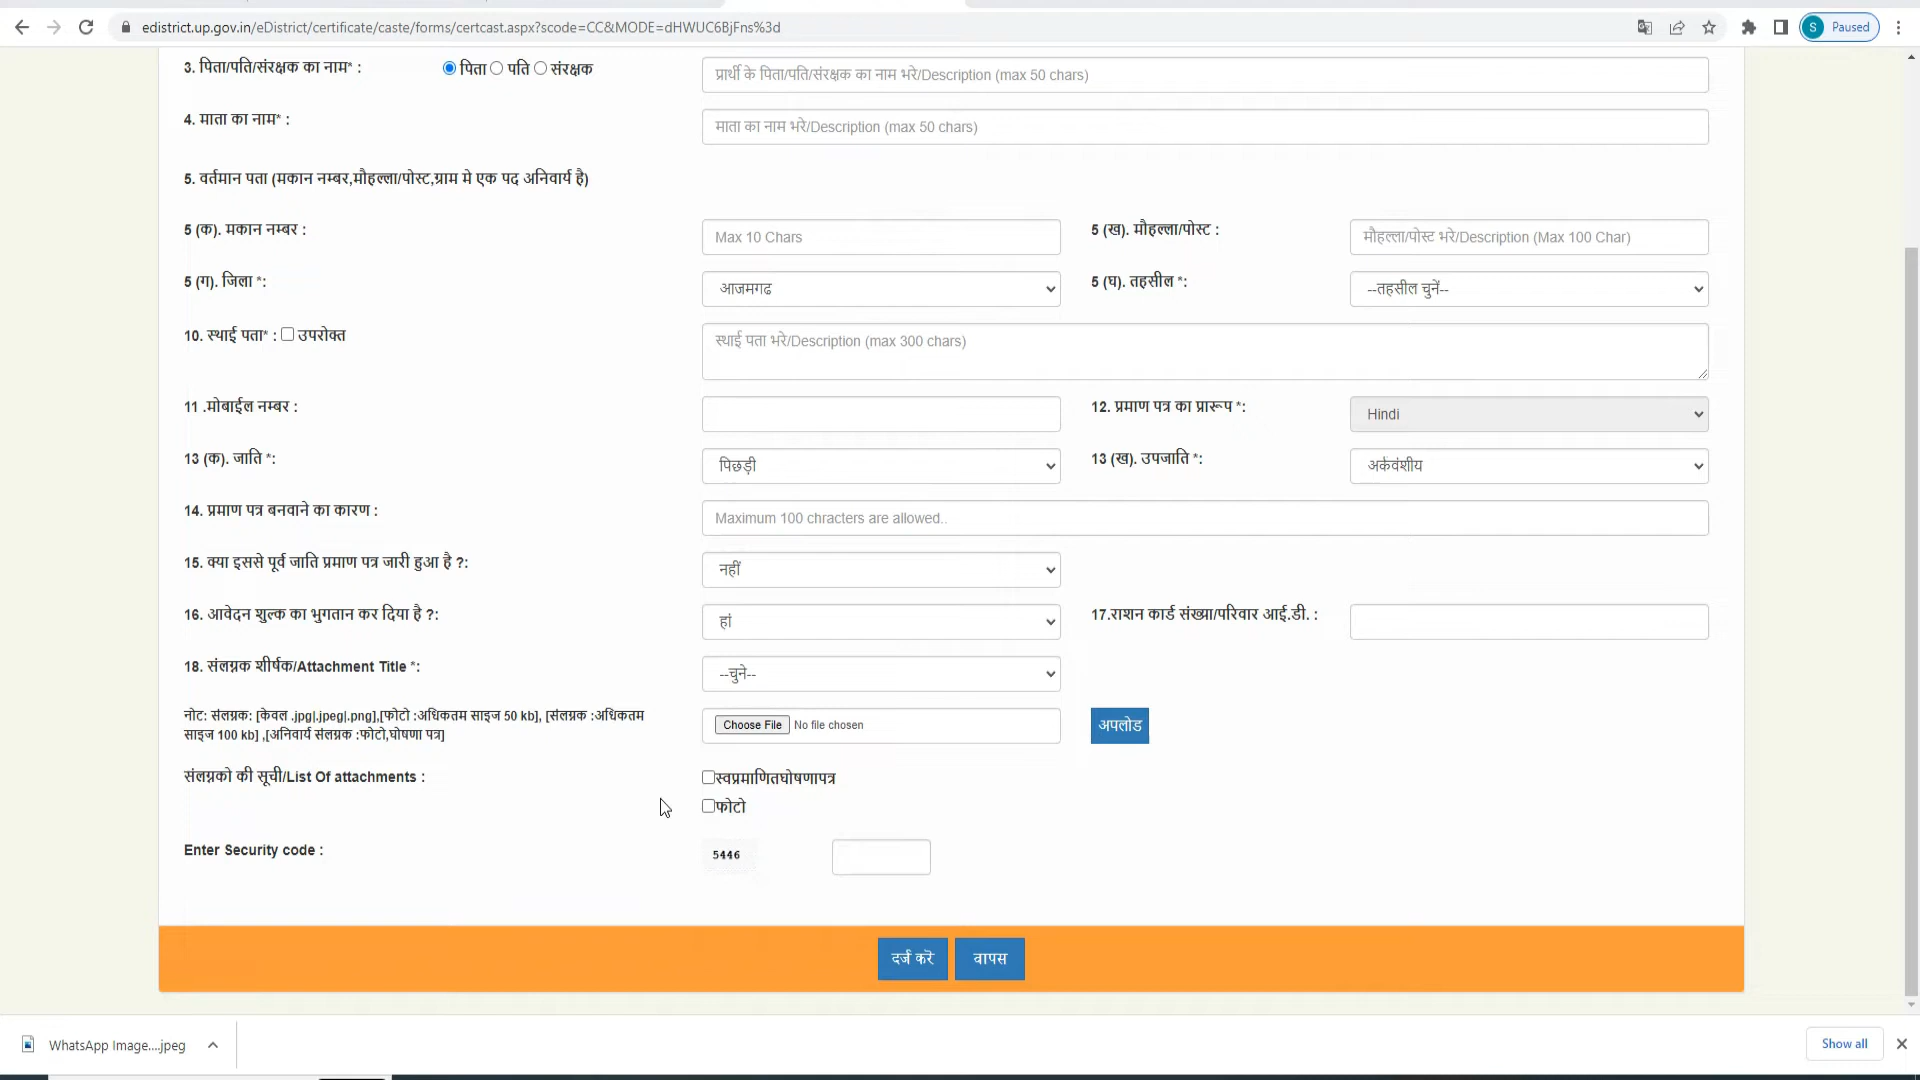 edistrict.up.gov.in/eDistrict/certificate/caste/forms/certcast.aspx?scode=CC&MODE=dHWUC6BjFns%3d
S Paused
3. पिता/पति/संरक्षक का नाम* : पिता पति संरक्षक प्रार्थी के पिता/पति/संरक्षक का नाम भरे/Description (max 50 chars)
4. माता का नाम* : माता का नाम भरे/Description (max 50 chars)
5. वर्तमान पता (मकान नम्बर,मौहल्ला/पोस्ट,ग्राम मे एक पद अनिवार्य है)
5 (क). मकान नम्बर : Max 10 Chars 5 (ख). मौहल्ला/पोस्ट : मौहल्ला/पोस्ट भरे/Description (Max 100 Char)
5 (ग). जिला *: आजमगढ 5 (घ). तहसील *: --तहसील चुनें--
10. स्थाई पता* : उपरोक्त स्थाई पता भरे/Description (max 300 chars)
11 .मोबाईल नम्बर : 12. प्रमाण पत्र का प्रारूप *: Hindi
13 (क). जाति *: पिछड़ी 13 (ख). उपजाति *: अर्कवंशीय
14. प्रमाण पत्र बनवाने का कारण : Maximum 100 chracters are allowed..
15. क्या इससे पूर्व जाति प्रमाण पत्र जारी हुआ है ?: नहीं
16. आवेदन शुल्क का भुगतान कर दिया है ?: हां 17.राशन कार्ड संख्या/परिवार आई.डी. :
18. संलग्नक शीर्षक/Attachment Title *: --चुने--
नोट: संलग्नक: [केवल .jpg|.jpeg|.png],[फोटो :अधिकतम साइज 50 kb], [संलग्नक :अधिकतम
साइज 100 kb] ,[अनिवार्य संलग्नक :फोटो,घोषणा पत्र]
Choose File No file chosen अपलोड
संलग्नको की सूची/List Of attachments : स्वप्रमाणितघोषणापत्र
फोटो
Enter Security code : 5446
दर्ज करें वापस
WhatsApp Image....jpeg Show all